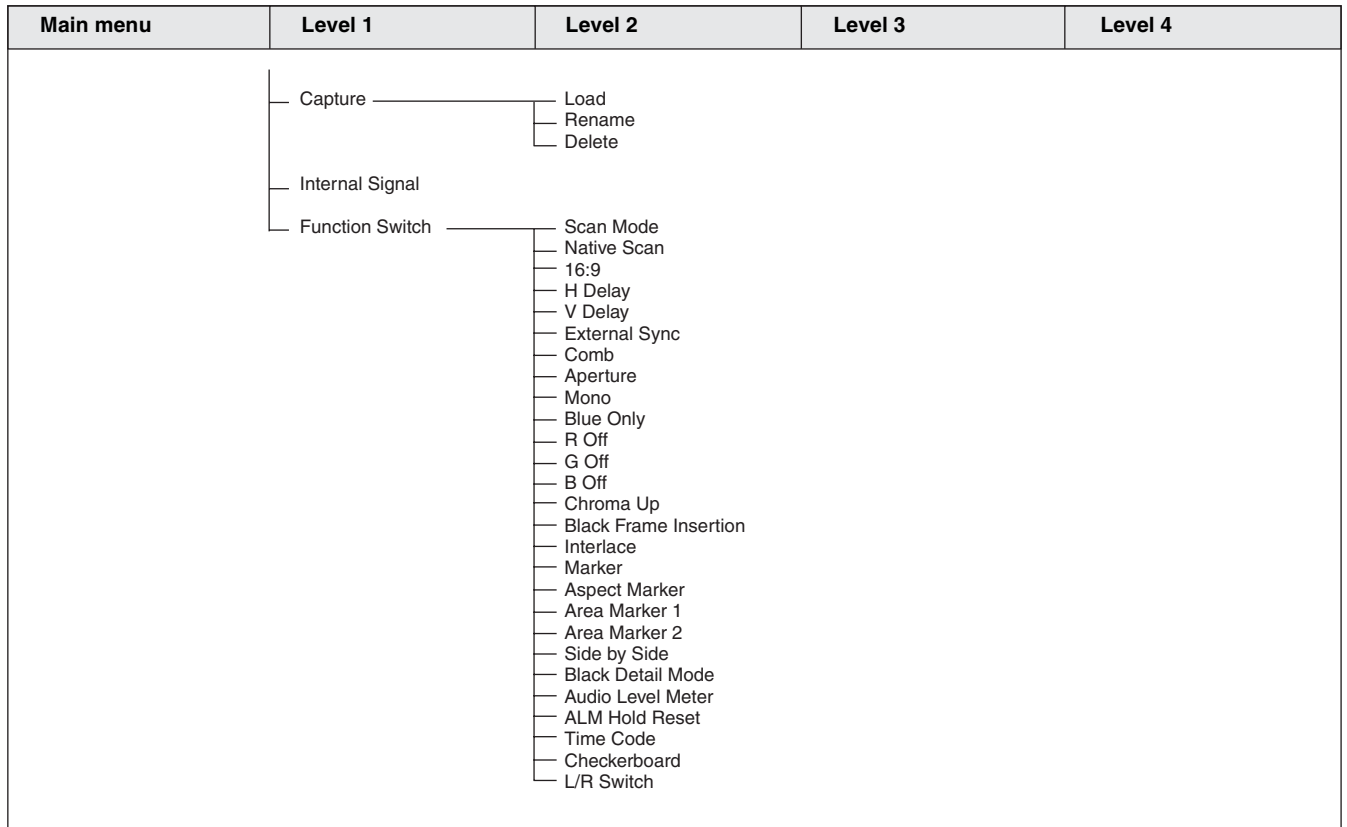 Main menu Level 1 Level 2 Level 3 Level 4
Capture Load
Rename
Delete
Internal Signal
Function Switch Scan Mode
Native Scan
16:9
H Delay
V Delay
External Sync
Comb
Aperture
Mono
Blue Only
R Off
G Off
B Off
Chroma Up
Black Frame Insertion
Interlace
Marker
Aspect Marker
Area Marker 1
Area Marker 2
Side by Side
Black Detail Mode
Audio Level Meter
ALM Hold Reset
Time Code
Checkerboard
L/R Switch